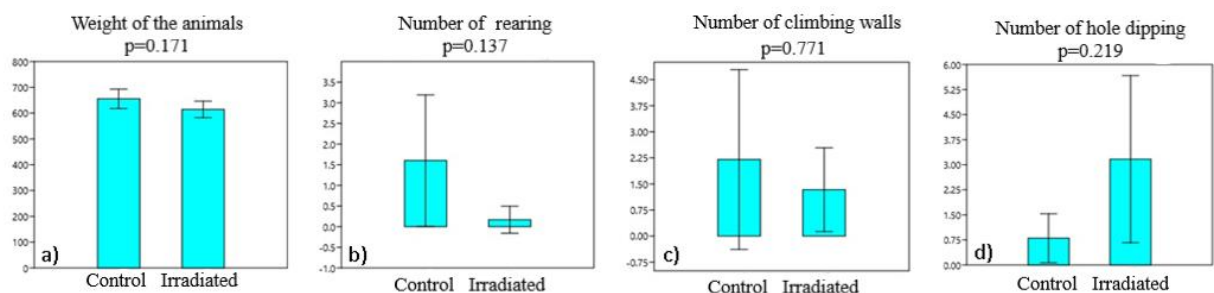 Weight of the animals
p=0.171
800
700
600
500
400
300
200
100
0
a)
Control Irradiated
Number of rearing
p=0.137
3.5
3.0
2.5
2.0
1.5
1.0
0.5
0.0
-0.5
-1.0
b)
Control Irradiated
Number of climbing walls
p=0.771
4.50
3.75
3.00
2.25
1.50
0.75
0.00
-0.75
c)
Control Irradiated
Number of hole dipping
p=0.219
6.00
5.25
4.50
3.75
3.00
2.25
1.50
0.75
0.00
d)
Control Irradiated